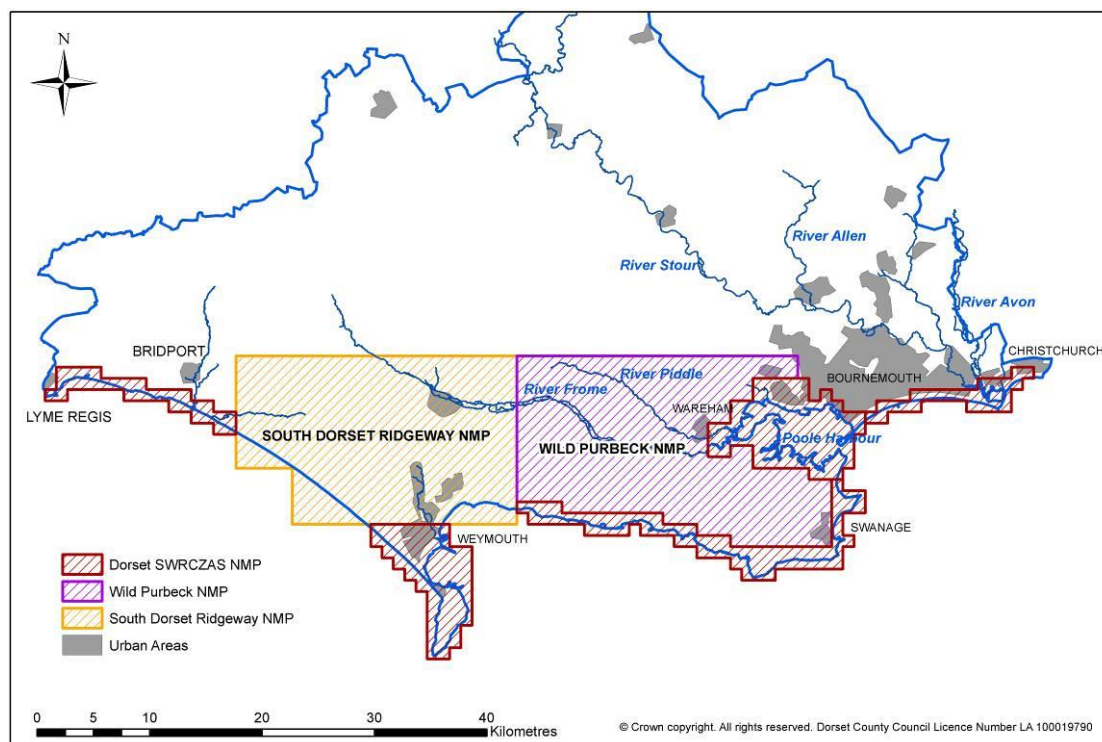 N
River Allen
River Stour
River Avon
BRIDPORT
CHRISTCHURCH
BOURNEMOUTH
River Piddle
River Frome
WAREHAM
LYME REGIS
SOUTH DORSET RIDGEWAY NMP
WILD PURBECK NMP
Poole Harbour
SWANAGE
WEYMOUTH
Dorset SWRCZAS NMP
Wild Purbeck NMP
South Dorset Ridgeway NMP
Urban Areas
0 5 10 20 30 40
Kilometres
© Crown copyright. All rights reserved. Dorset County Council Licence Number LA 100019790